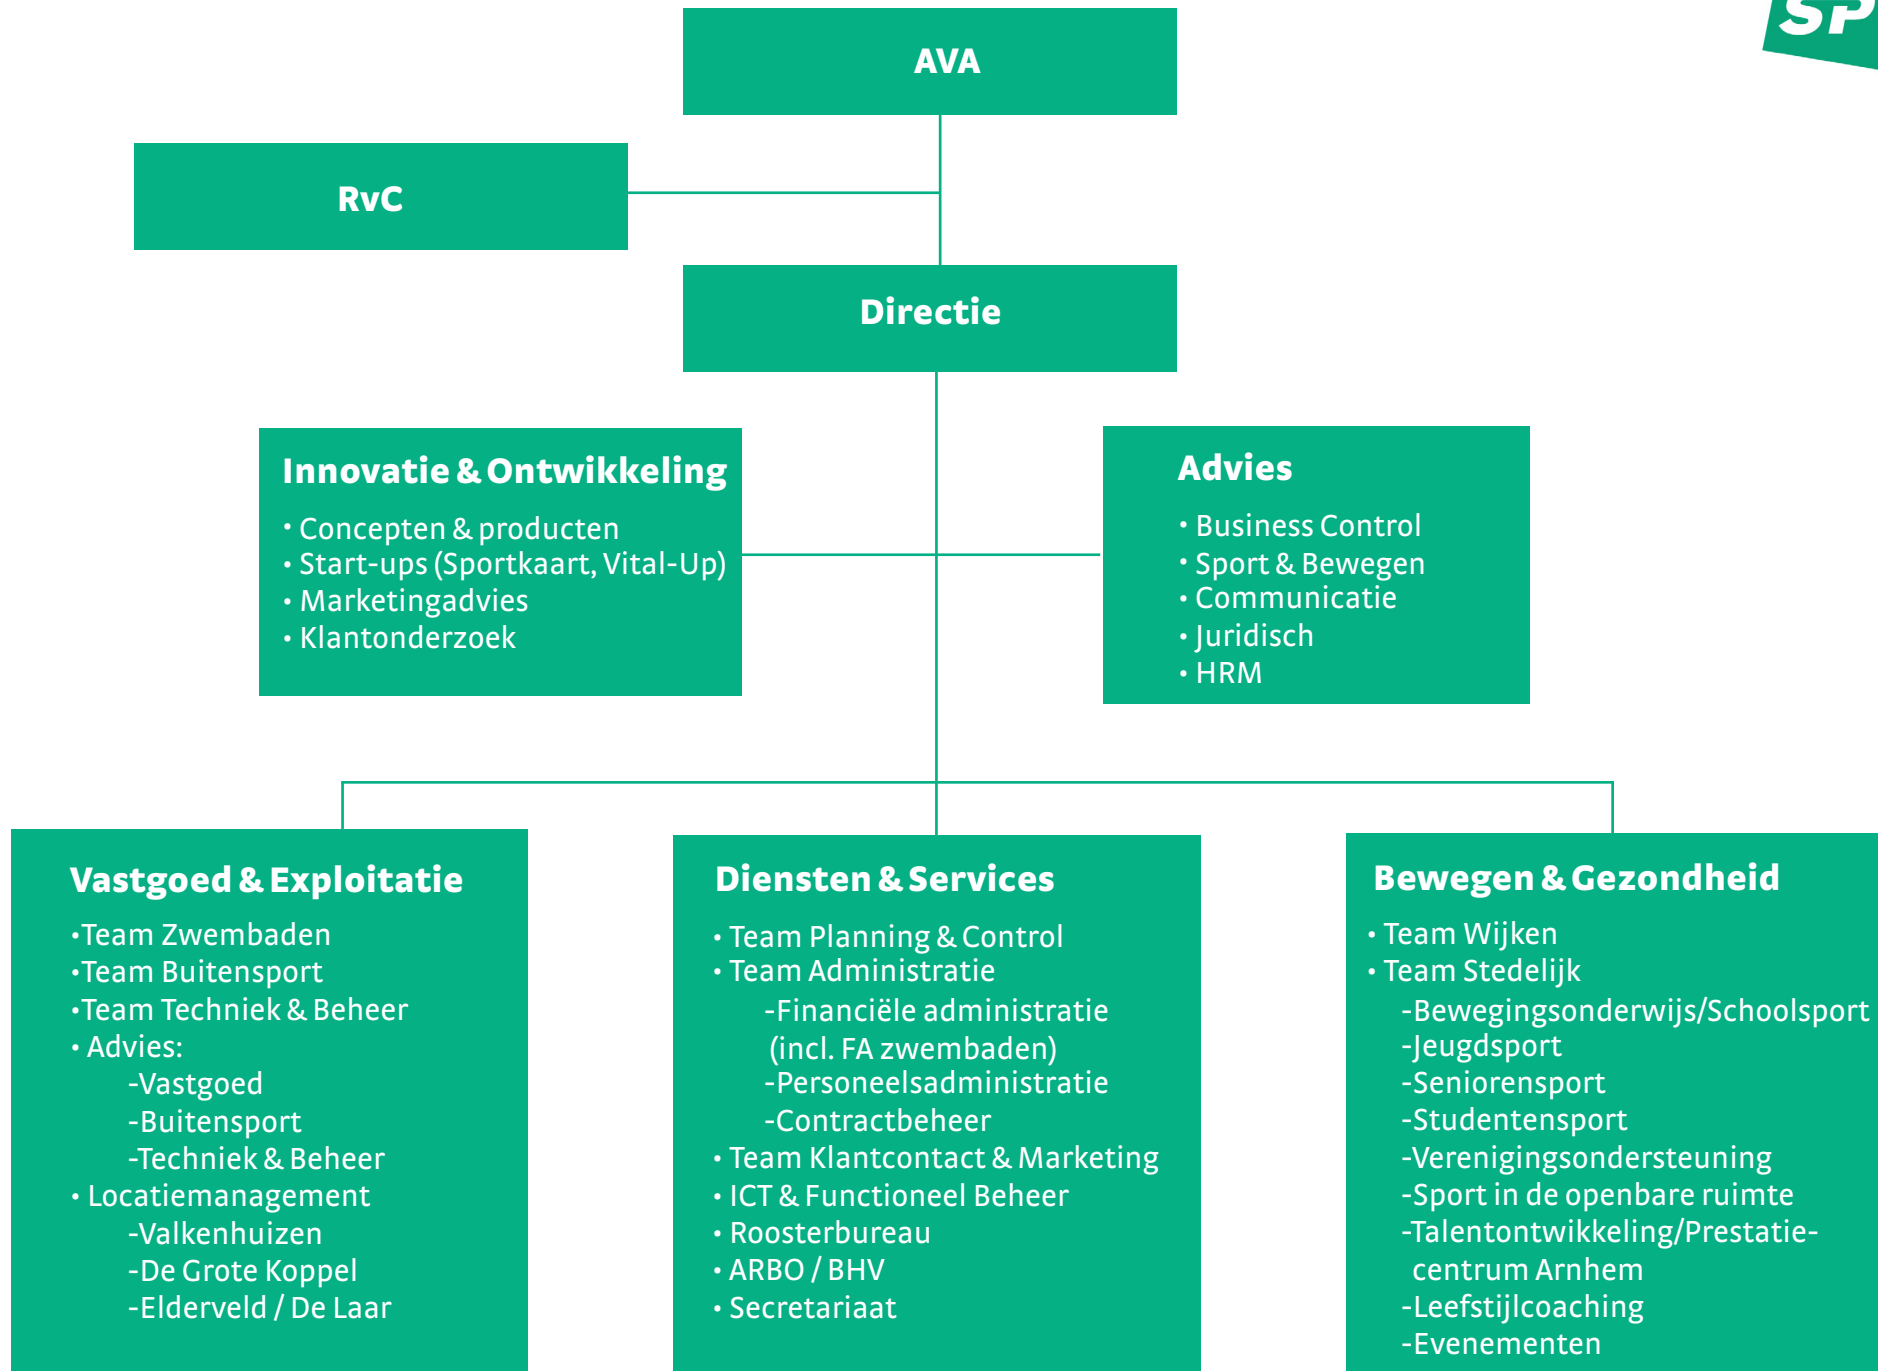 SP
AVA
RvC
Directie
Innovatie & Ontwikkeling
• Concepten & producten
• Start-ups (Sportkaart, Vital-Up)
• Marketingadvies
• Klantonderzoek
Advies
• Business Control
• Sport & Bewegen
• Communicatie
• Juridisch
• HRM
Vastgoed & Exploitatie
•Team Zwembaden
•Team Buitensport
•Team Techniek & Beheer
• Advies:
-Vastgoed
-Buitensport
-Techniek & Beheer
• Locatiemanagement
-Valkenhuizen
-De Grote Koppel
-Elderveld / De Laar
Diensten & Services
• Team Planning & Control
• Team Administratie
-Financiële administratie
(incl. FA zwembaden)
-Personeelsadministratie
-Contractbeheer
• Team Klantcontact & Marketing
• ICT & Functioneel Beheer
• Roosterbureau
• ARBO / BHV
• Secretariaat
Bewegen & Gezondheid
• Team Wijken
• Team Stedelijk
-Bewegingsonderwijs/Schoolsport
-Jeugdsport
-Seniorensport
-Studentensport
-Verenigingsondersteuning
-Sport in de openbare ruimte
-Talentontwikkeling/Prestatie-
centrum Arnhem
-Leefstijlcoaching
-Evenementen